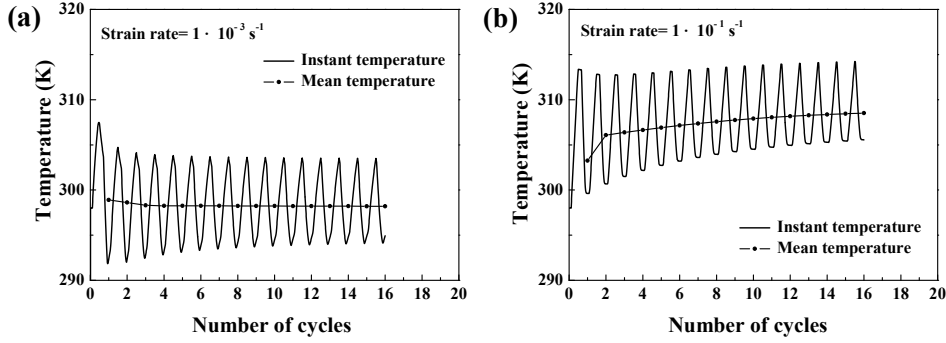 (a)
Strain rate= 1 · 10⁻³ s⁻¹
Instant temperature
Mean temperature
Temperature (K)
320
310
300
290
0 2 4 6 8 10 12 14 16 18 20
Number of cycles
(b)
Strain rate= 1 · 10⁻¹ s⁻¹
Instant temperature
Mean temperature
Temperature (K)
320
310
300
290
0 2 4 6 8 10 12 14 16 18 20
Number of cycles